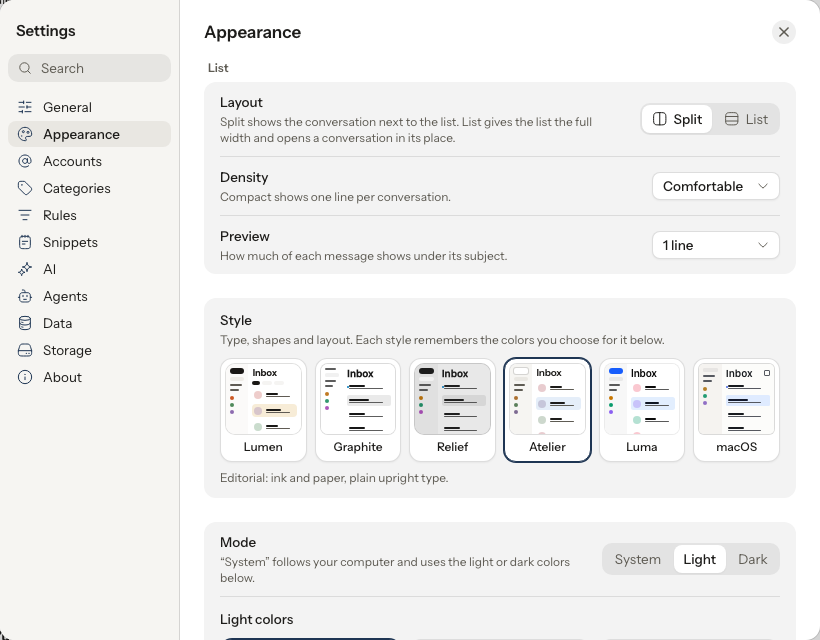 Settings
Search
General
Appearance
Accounts
Categories
Rules
Snippets
AI
Agents
Data
Storage
About
Appearance
List
Layout
Split shows the conversation next to the list. List gives the list the full
width and opens a conversation in its place.
Split
List
Density
Compact shows one line per conversation.
Comfortable
Preview
How much of each message shows under its subject.
1 line
Style
Type, shapes and layout. Each style remembers the colors you choose for it below.
Inbox
Lumen
Inbox
Graphite
Inbox
Relief
Inbox
Atelier
Inbox
Luma
Inbox
macOS
Editorial: ink and paper, plain upright type.
Mode
“System” follows your computer and uses the light or dark colors
below.
System
Light
Dark
Light colors